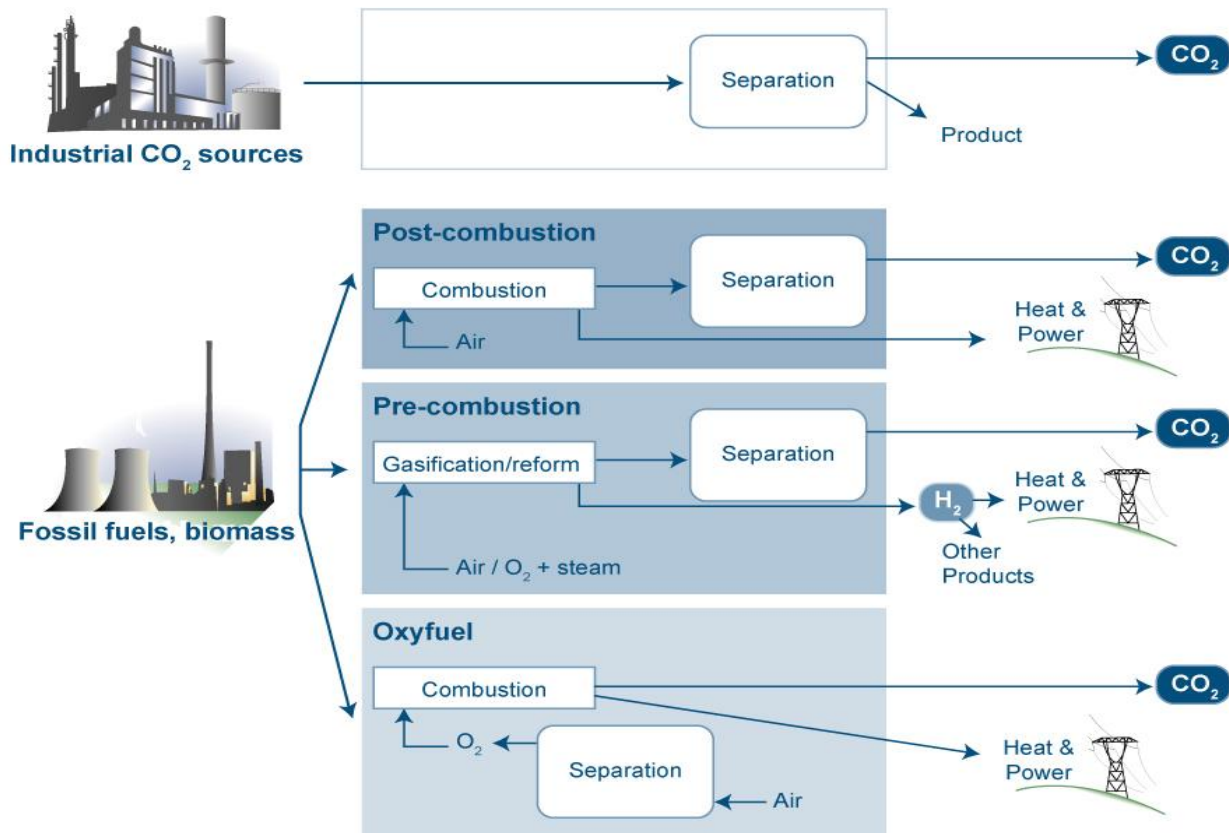 Separation
CO₂
Product
Industrial CO₂ sources
Post-combustion
Combustion
Separation
CO₂
Air
Heat &
Power
Pre-combustion
Gasification/reform
Separation
CO₂
H₂
Heat &
Power
Air / O₂ + steam
Other
Products
Fossil fuels, biomass
Oxyfuel
Combustion
CO₂
O₂
Separation
Air
Heat &
Power